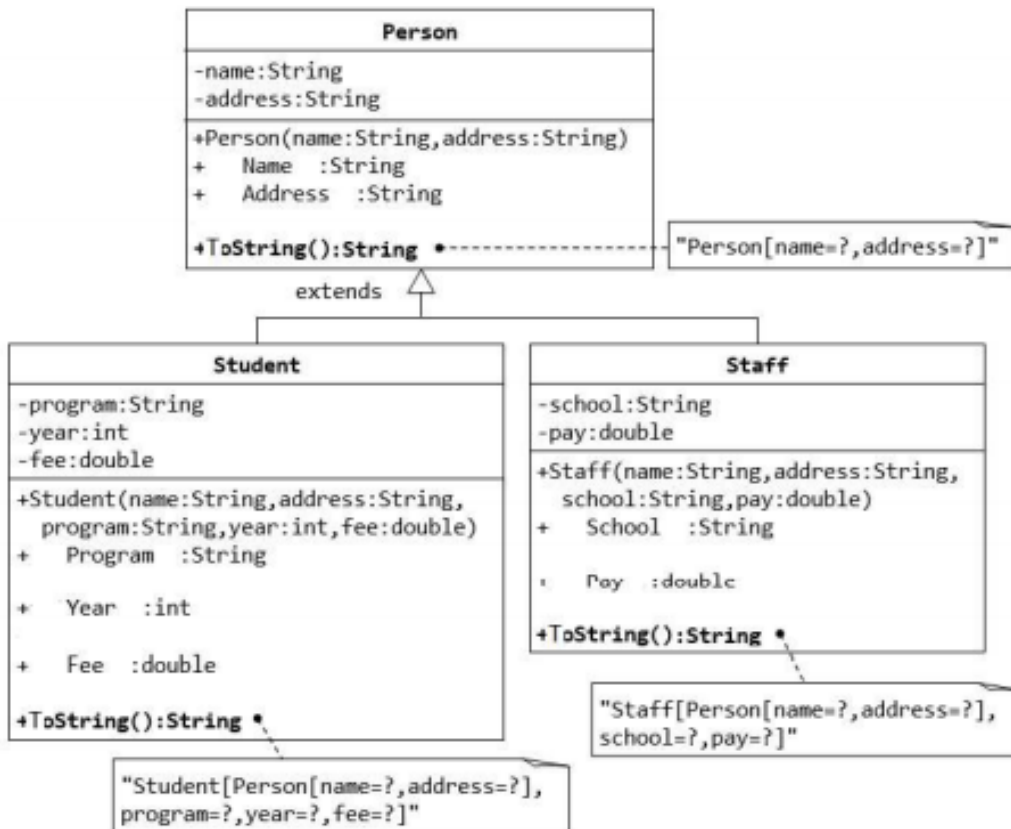 Person
-name:String
-address:String
+Person(name:String,address:String)
+ Name :String
+ Address :String
+ToString():String
"Person[name=?,address=?]"
extends
Student
-program:String
-year:int
-fee:double
+Student(name:String,address:String,
program:String,year:int,fee:double)
+ Program :String
+ Year :int
+ Fee :double
+ToString():String
"Student[Person[name=?,address=?],
program=?,year=?,fee=?]"
Staff
-school:String
-pay:double
+Staff(name:String,address:String,
school:String,pay:double)
+ School :String
+ Pay :double
+ToString():String
"Staff[Person[name=?,address=?],
school=?,pay=?]"